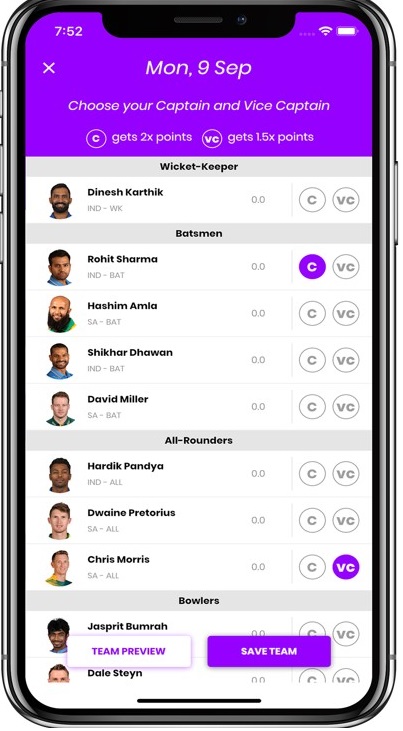 7:52
Mon, 9 Sep
Choose your Captain and Vice Captain
C gets 2x points VC gets 1.5x points
Wicket-Keeper
Dinesh Karthik
IND - WK
0.0 C VC
Batsmen
Rohit Sharma
IND - BAT
0.0 C VC
Hashim Amla
SA - BAT
0.0 C VC
Shikhar Dhawan
IND - BAT
0.0 C VC
David Miller
SA - BAT
0.0 C VC
All-Rounders
Hardik Pandya
IND - ALL
0.0 C VC
Dwaine Pretorius
SA - ALL
0.0 C VC
Chris Morris
SA - ALL
0.0 C VC
Bowlers
Jasprit Bumrah
0.0 C VC
TEAM PREVIEW SAVE TEAM
Dale Steyn
0.0 C VC